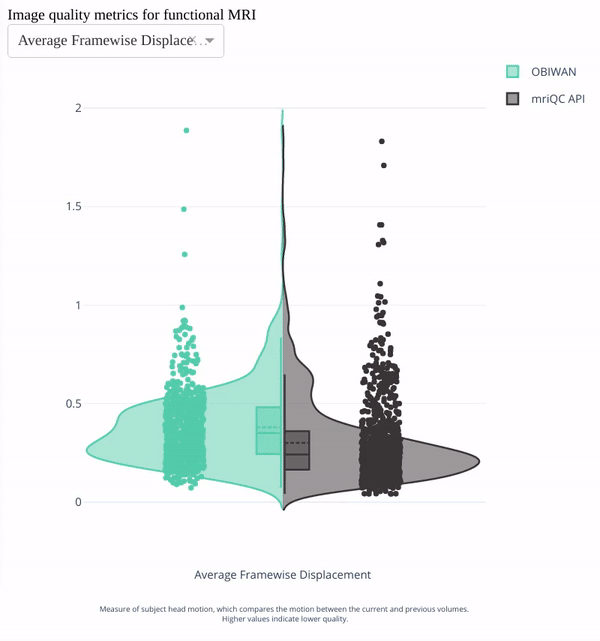 Image quality metrics for functional MRI
Average Framewise Displace
OBIWAN
mriQC API
2
1.5
1
0.5
0
Average Framewise Displacement
Measure of subject head motion, which compares the motion between the current and previous volumes.
Higher values indicate lower quality.